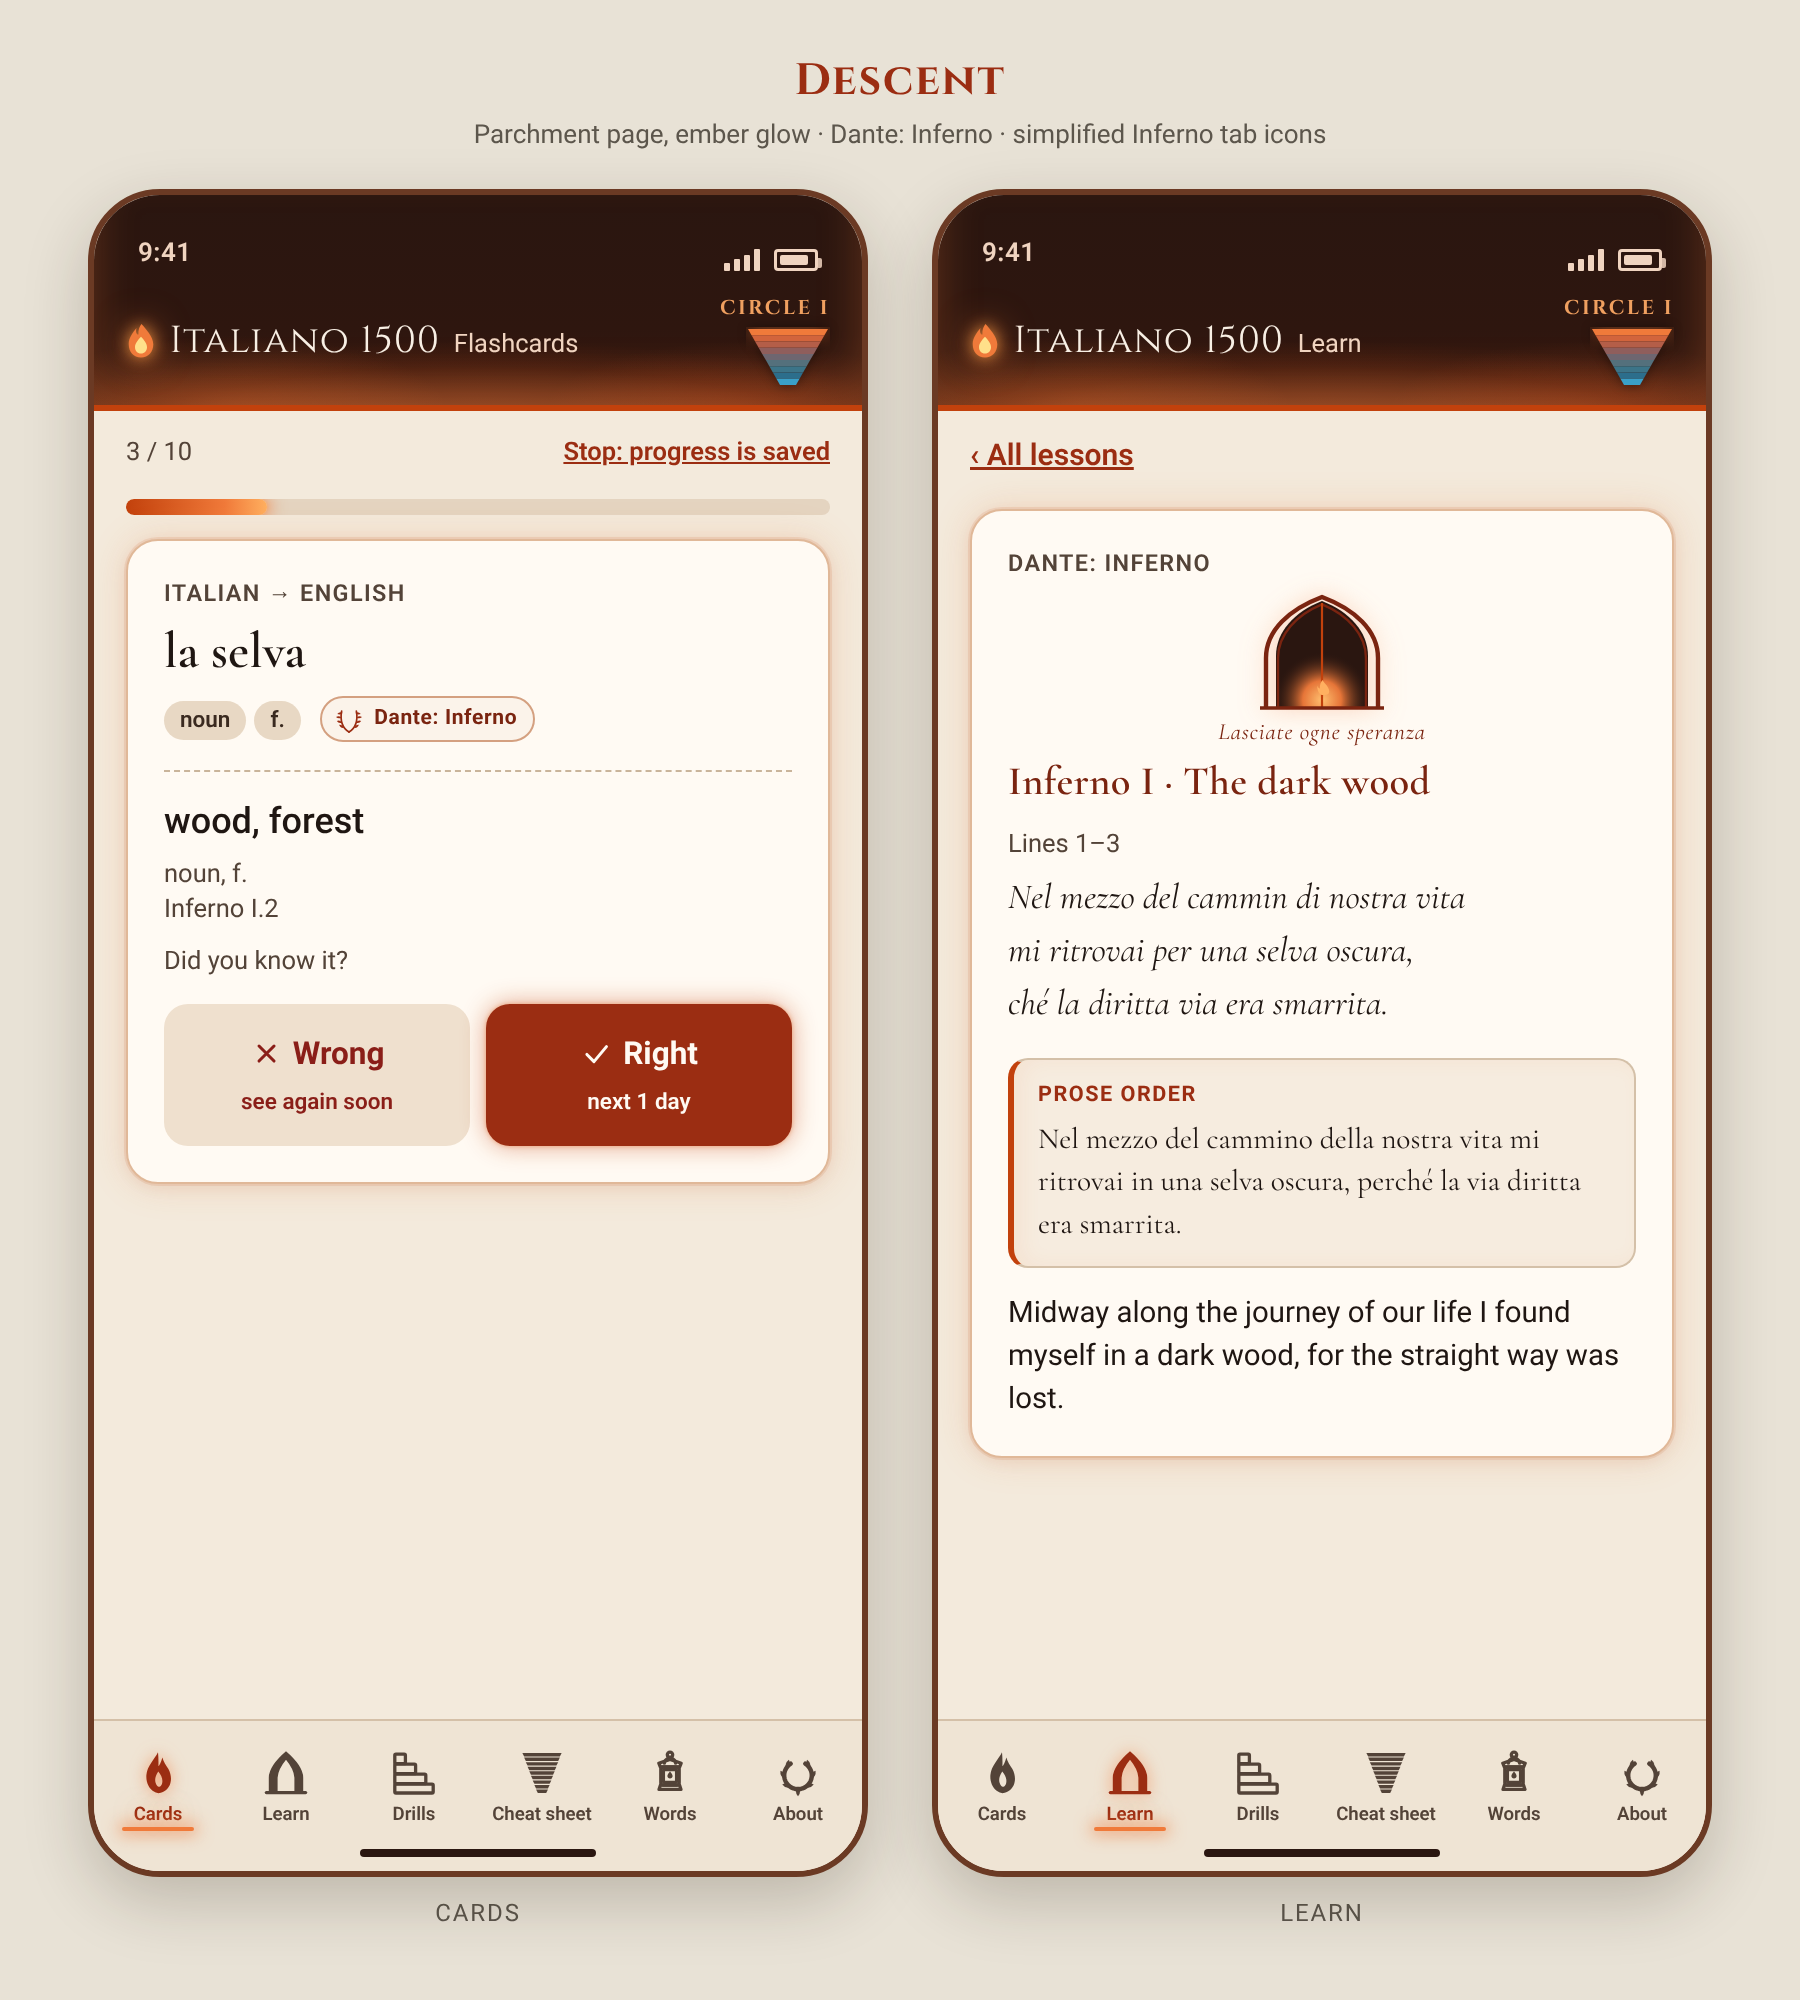 Descent
Parchment page, ember glow · Dante: Inferno · simplified Inferno tab icons
9:41
CIRCLE I
Italiano 1500 Flashcards
3 / 10
Stop: progress is saved
ITALIAN → ENGLISH
la selva
noun
f.
Dante: Inferno
wood, forest
noun, f.
Inferno I.2
Did you know it?
Wrong
see again soon
Right
next 1 day
Cards
Learn
Drills
Cheat sheet
Words
About
CARDS
9:41
CIRCLE I
Italiano 1500 Learn
‹ All lessons
DANTE: INFERNO
Lasciate ogne speranza
Inferno I · The dark wood
Lines 1–3
Nel mezzo del cammin di nostra vita
mi ritrovai per una selva oscura,
ché la diritta via era smarrita.
PROSE ORDER
Nel mezzo del cammino della nostra vita mi
ritrovai in una selva oscura, perché la via diritta
era smarrita.
Midway along the journey of our life I found
myself in a dark wood, for the straight way was
lost.
Cards
Learn
Drills
Cheat sheet
Words
About
LEARN